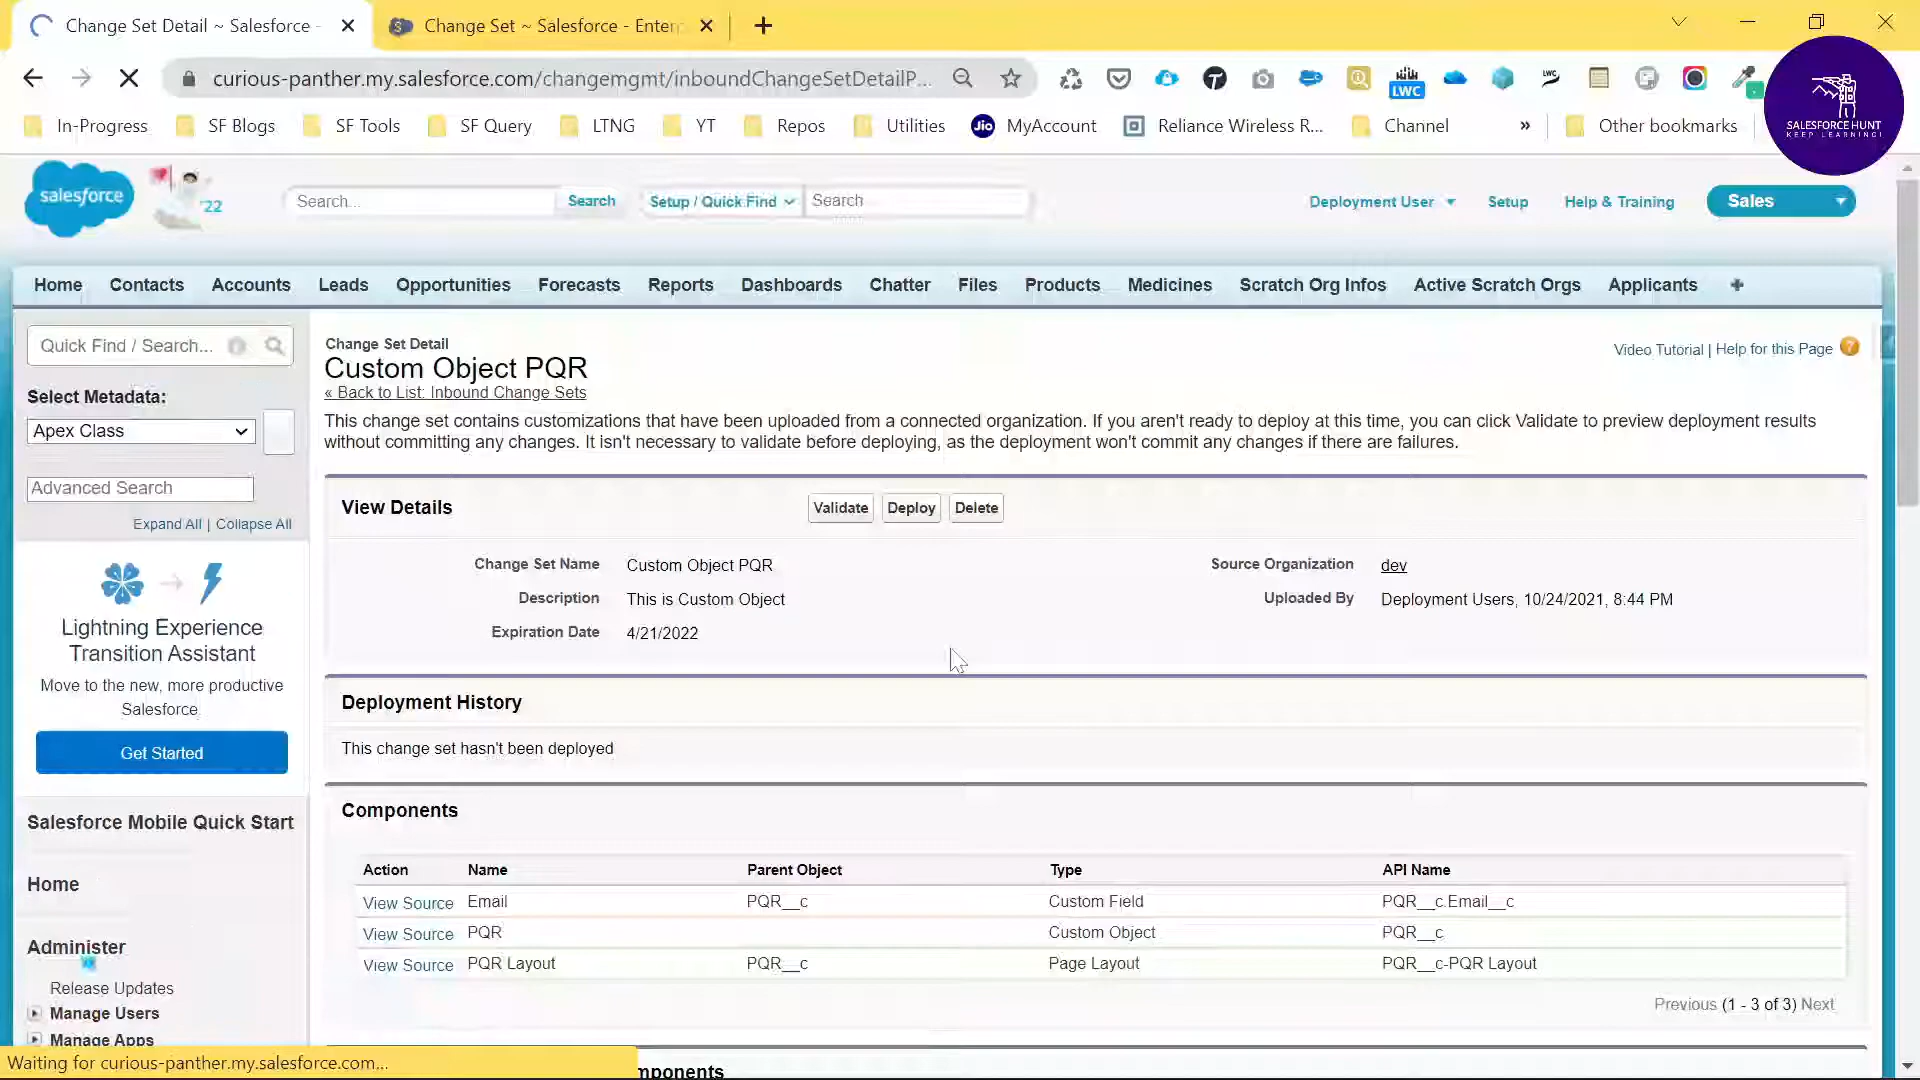 Change Set Detail ~ Salesforce -
Change Set ~ Salesforce - Enter
curious-panther.my.salesforce.com/changemgmt/inboundChangeSetDetailP...
LWC
In-Progress SF Blogs SF Tools SF Query LTNG YT Repos Utilities Jio MyAccount Reliance Wireless R... Channel » Other bookmarks
SALESFORCE HUNT
KEEP LEARNING!
salesforce '22
Search... Search Setup / Quick Find Search
Deployment User Setup Help & Training Sales
Home Contacts Accounts Leads Opportunities Forecasts Reports Dashboards Chatter Files Products Medicines Scratch Org Infos Active Scratch Orgs Applicants
Quick Find / Search...
Select Metadata:
Apex Class
Advanced Search
Expand All | Collapse All
Lightning Experience
Transition Assistant
Move to the new, more productive
Salesforce
Get Started
Salesforce Mobile Quick Start
Home
Administer
Release Updates
Manage Users
Manage Apps
Change Set Detail
Custom Object PQR
« Back to List: Inbound Change Sets
Video Tutorial | Help for this Page ?
This change set contains customizations that have been uploaded from a connected organization. If you aren't ready to deploy at this time, you can click Validate to preview deployment results
without committing any changes. It isn't necessary to validate before deploying, as the deployment won't commit any changes if there are failures.
View Details Validate Deploy Delete
Change Set Name Custom Object PQR Source Organization dev
Description This is Custom Object Uploaded By Deployment Users, 10/24/2021, 8:44 PM
Expiration Date 4/21/2022
Deployment History
This change set hasn't been deployed
Components
Action Name Parent Object Type API Name
View Source Email PQR__c Custom Field PQR__c.Email__c
View Source PQR Custom Object PQR__c
View Source PQR Layout PQR__c Page Layout PQR__c-PQR Layout
Previous (1 - 3 of 3) Next
Waiting for curious-panther.my.salesforce.com...
mponents